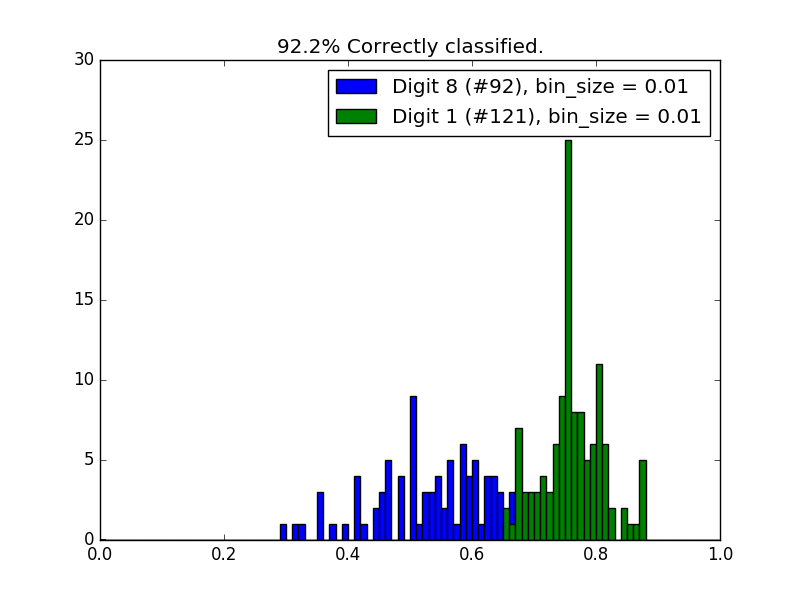 92.2% Correctly classified.
30
Digit 8 (#92), bin_size = 0.01
Digit 1 (#121), bin_size = 0.01
25
20
15
10
5
0
0.0 0.2 0.4 0.6 0.8 1.0